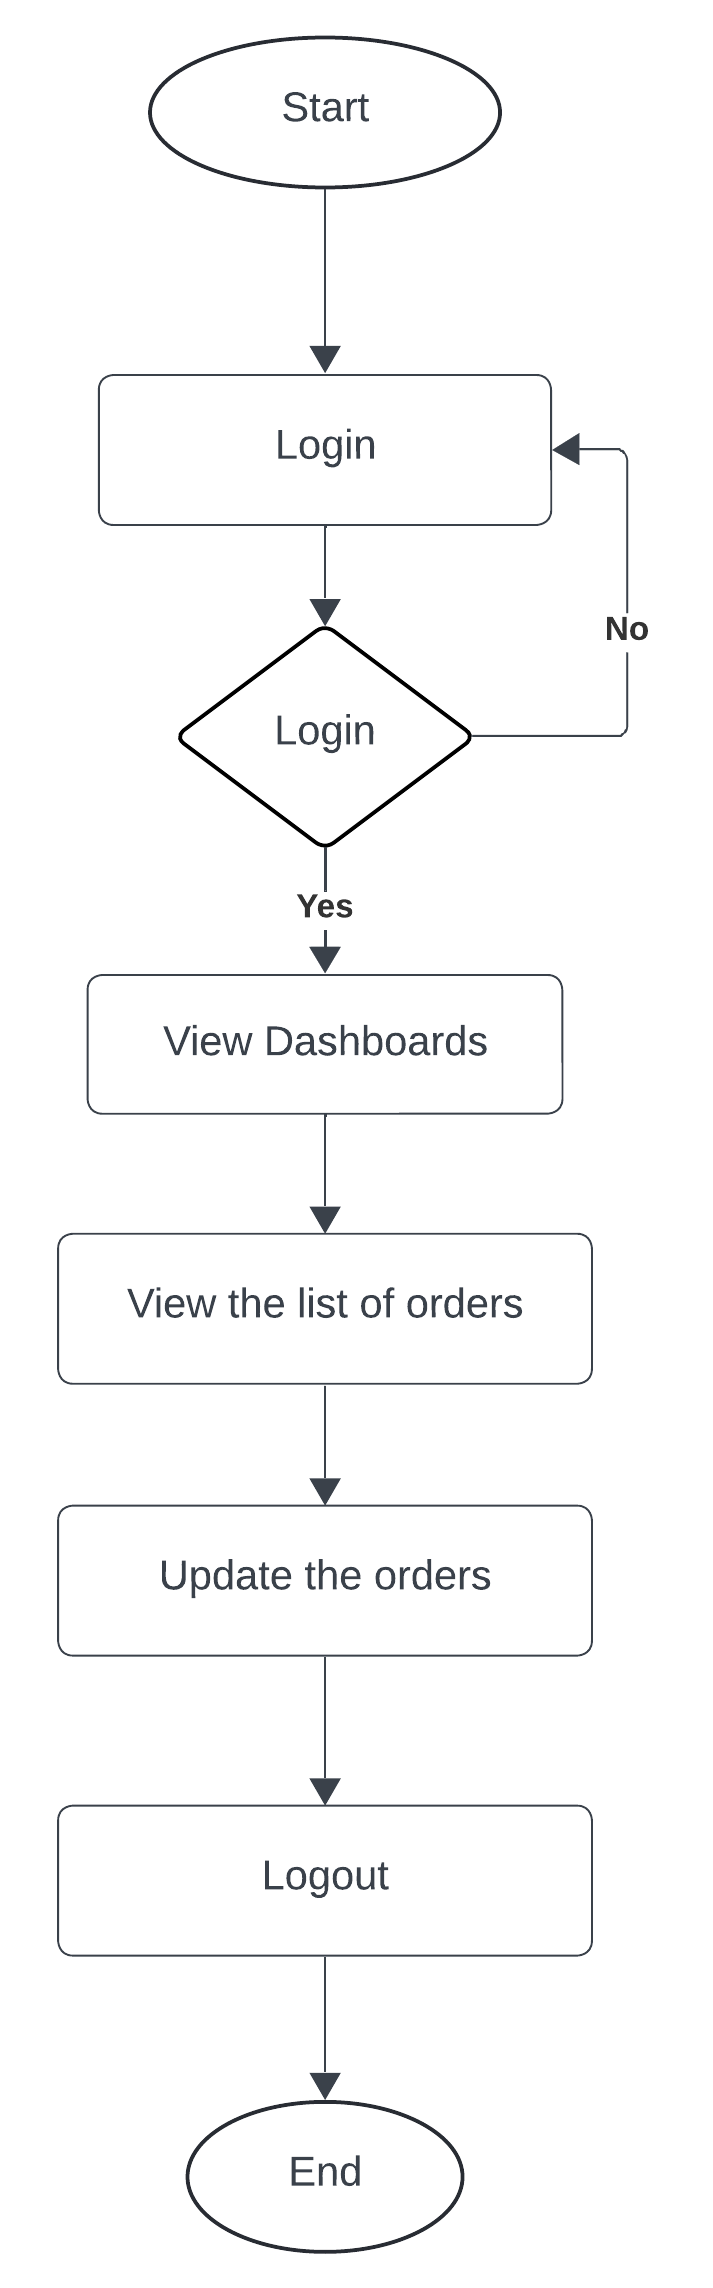 Start
Login
Login
No
Yes
View Dashboards
View the list of orders
Update the orders
Logout
End